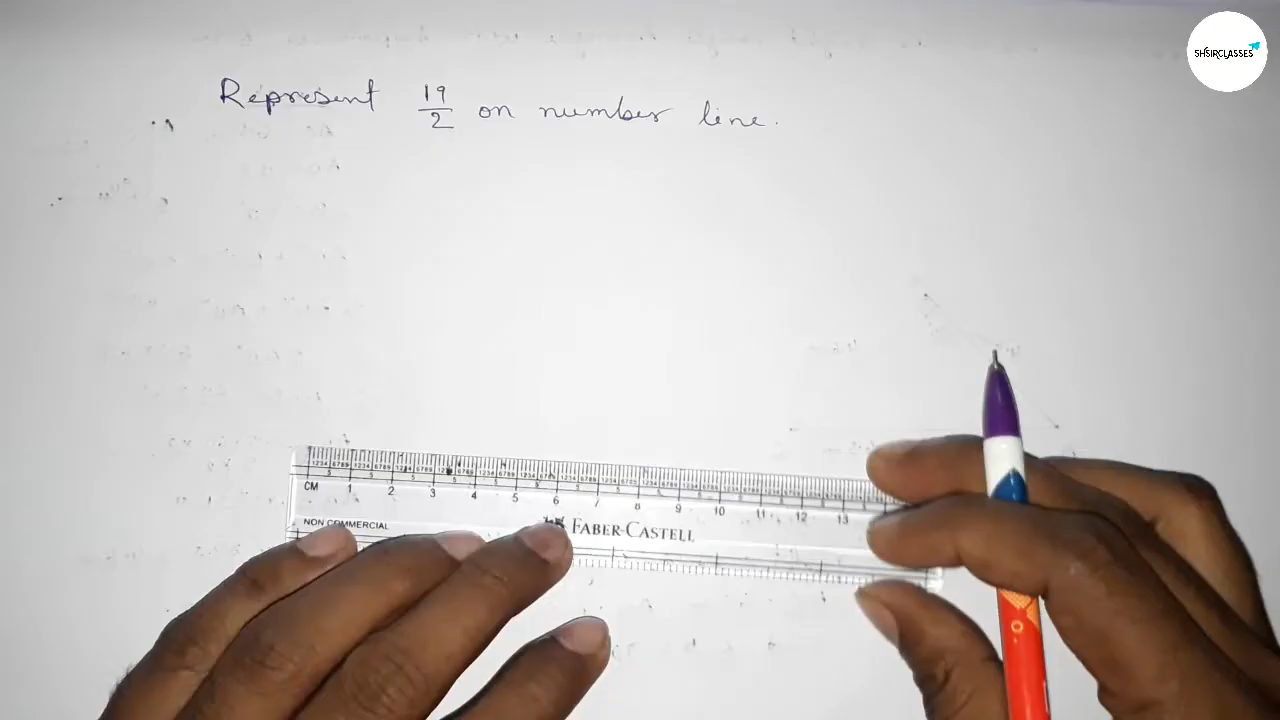 SHSIRCLASSES
Represent 19/2 on number line.
CM 1 2 3 4 5 6 7 8 9 10 11 12 13
NON COMMERCIAL
FABER-CASTELL